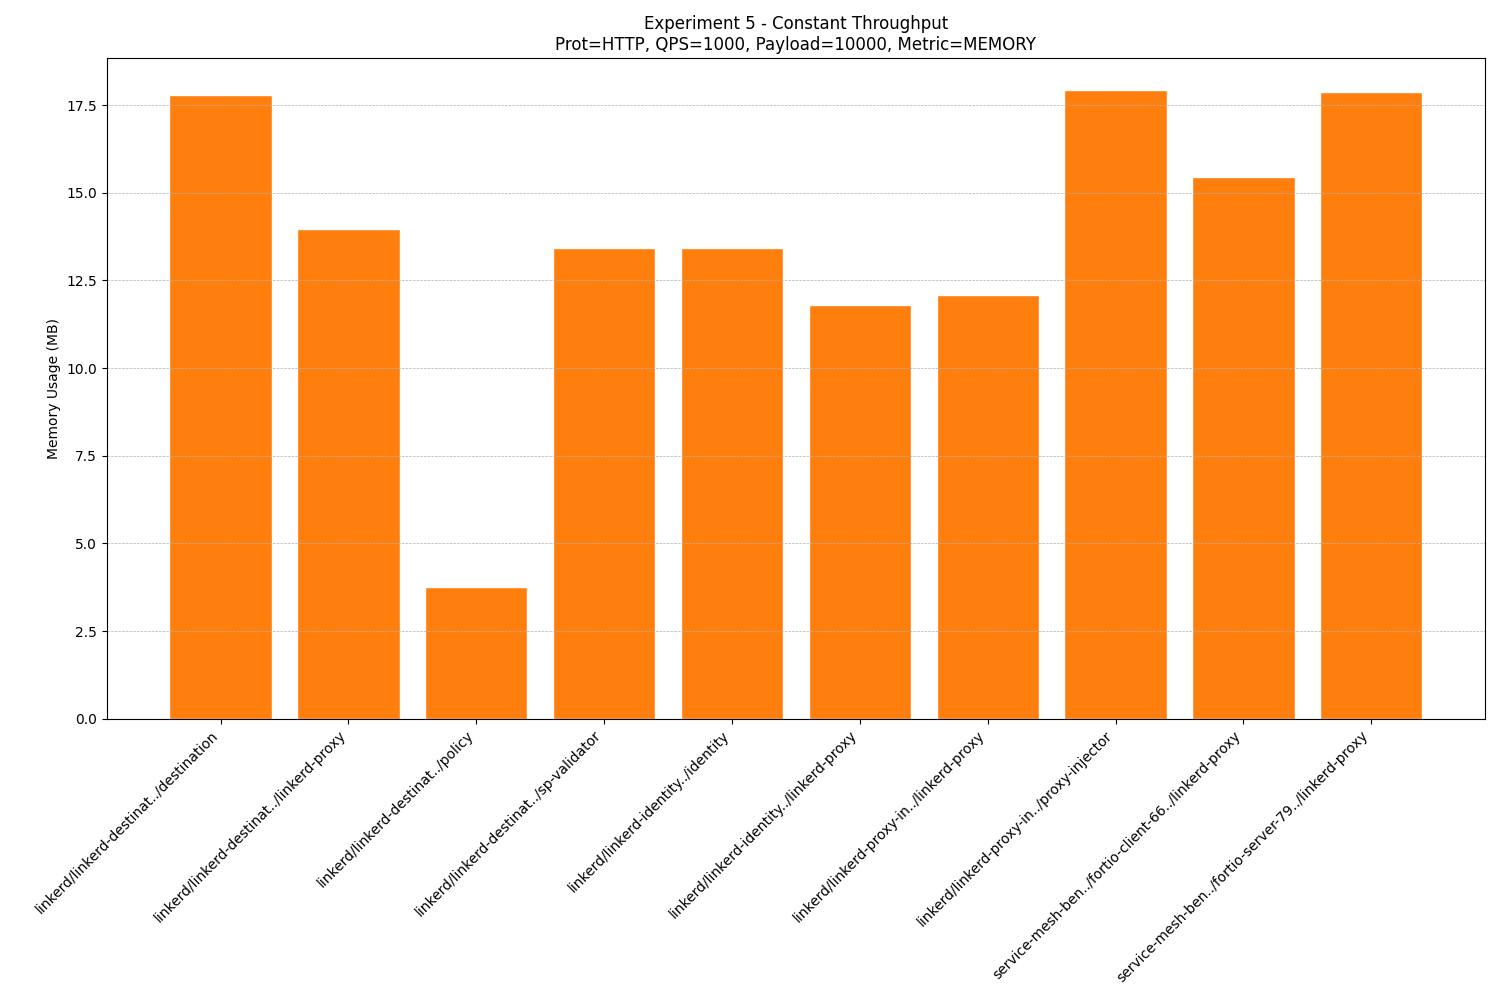 Experiment 5 - Constant Throughput
Prot=HTTP, QPS=1000, Payload=10000, Metric=MEMORY
Memory Usage (MB)
17.5
15.0
12.5
10.0
7.5
5.0
2.5
0.0
linkerd/linkerd-destinat../destination
linkerd/linkerd-destinat../linkerd-proxy
linkerd/linkerd-destinat../policy
linkerd/linkerd-destinat../sp-validator
linkerd/linkerd-identity../identity
linkerd/linkerd-identity../linkerd-proxy
linkerd/linkerd-proxy-in../linkerd-proxy
linkerd/linkerd-proxy-in../proxy-injector
service-mesh-ben../fortio-client-66../linkerd-proxy
service-mesh-ben../fortio-server-79../linkerd-proxy